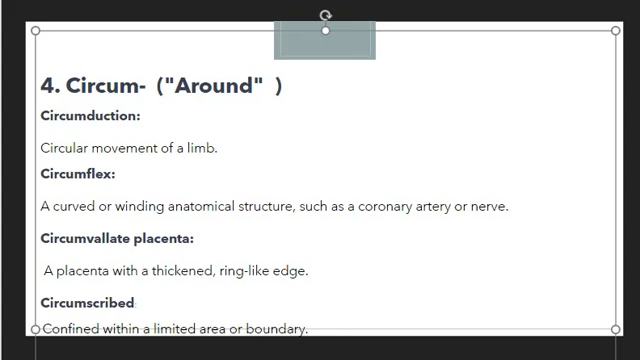 4. Circum- ("Around" )
Circumduction:
Circular movement of a limb.
Circumflex:
A curved or winding anatomical structure, such as a coronary artery or nerve.
Circumvallate placenta:
A placenta with a thickened, ring-like edge.
Circumscribed:
Confined within a limited area or boundary.